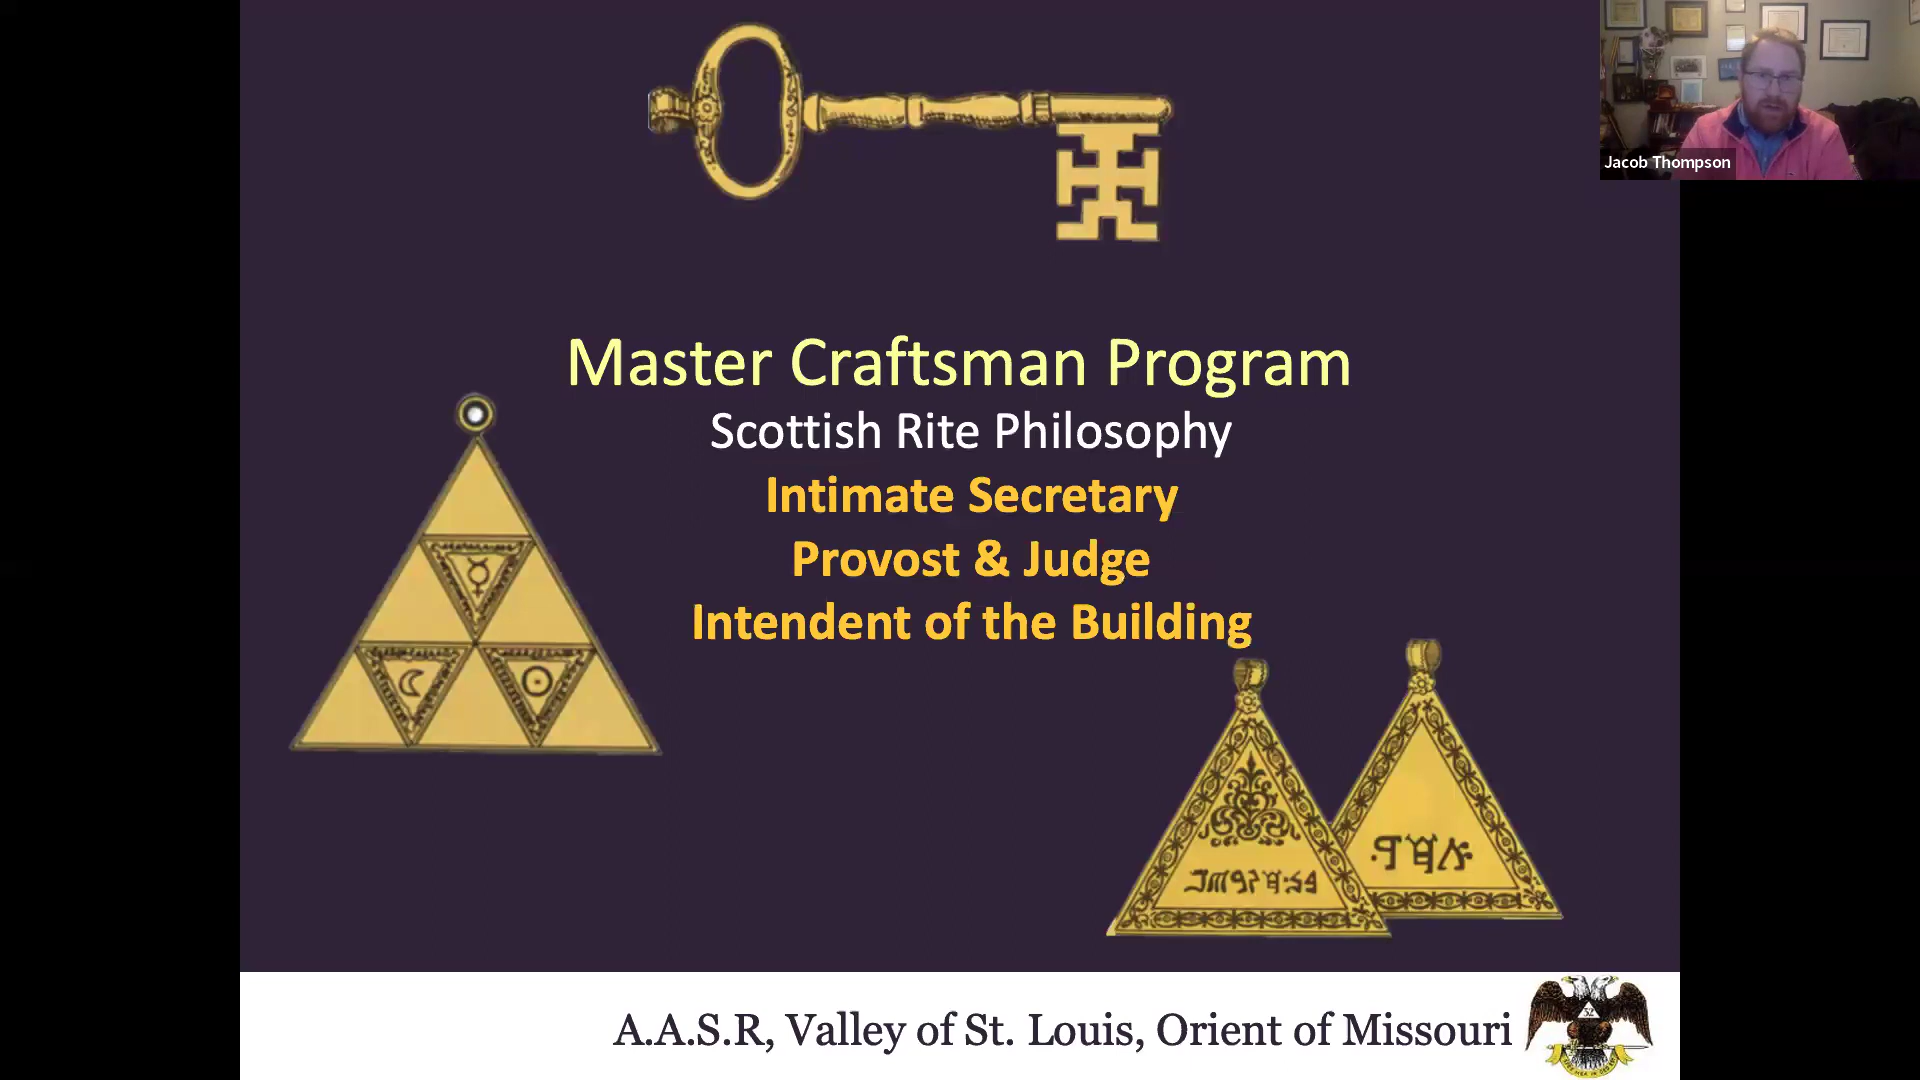 Jacob Thompson
Master Craftsman Program
Scottish Rite Philosophy
Intimate Secretary
Provost & Judge
Intendent of the Building
A.A.S.R, Valley of St. Louis, Orient of Missouri